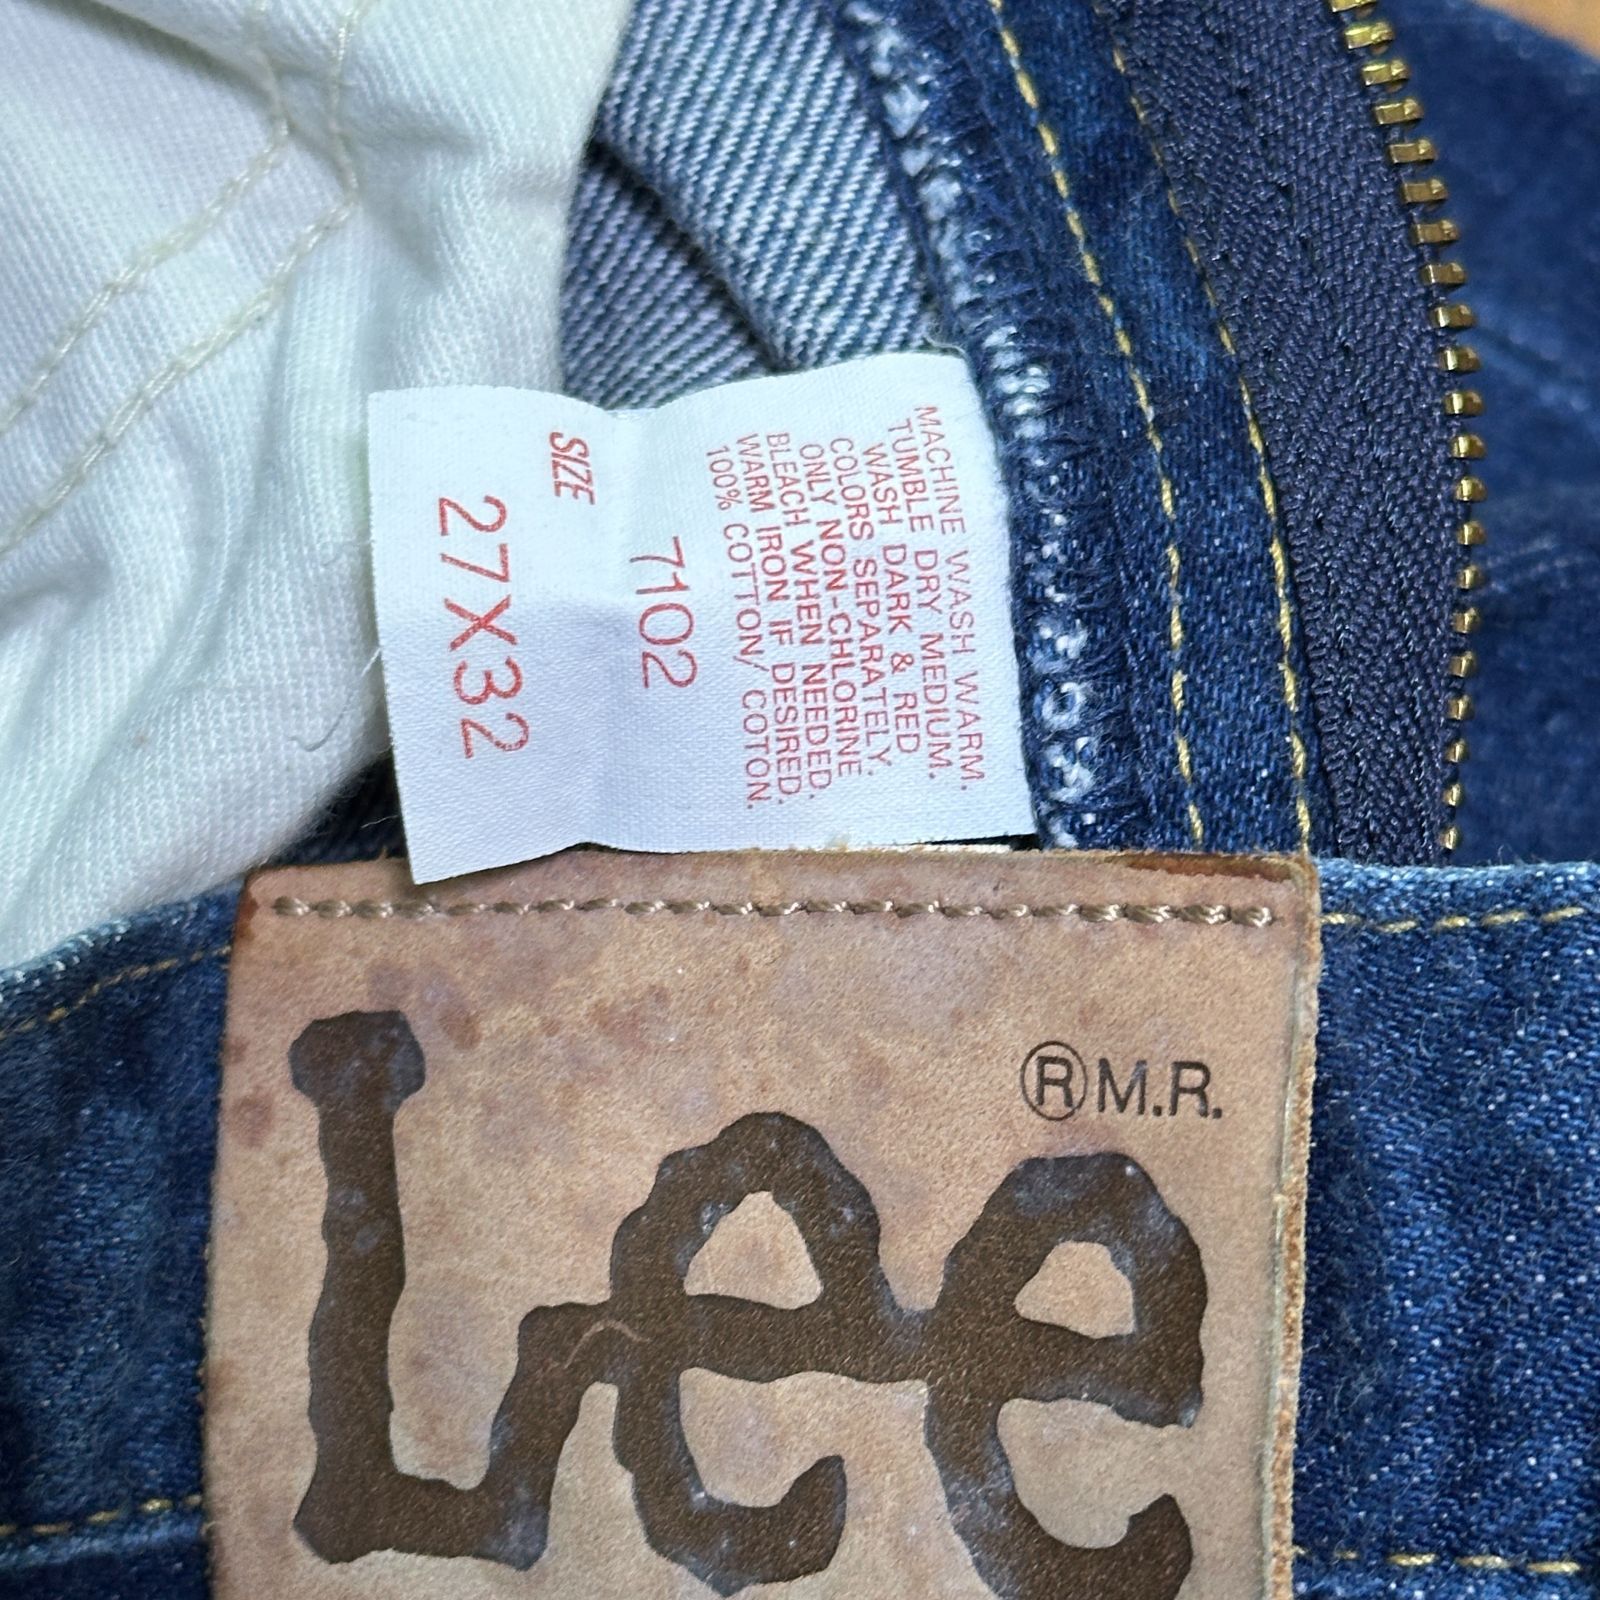 MACHINE WASH WARM.
TUMBLE DRY MEDIUM.
WASH DARK & RED
COLORS SEPARATELY.
ONLY NON-CHLORINE
BLEACH WHEN NEEDED.
WARM IRON IF DESIRED.
100% COTTON/ COTON.
7102
SIZE
27X32
® M.R.
Lee